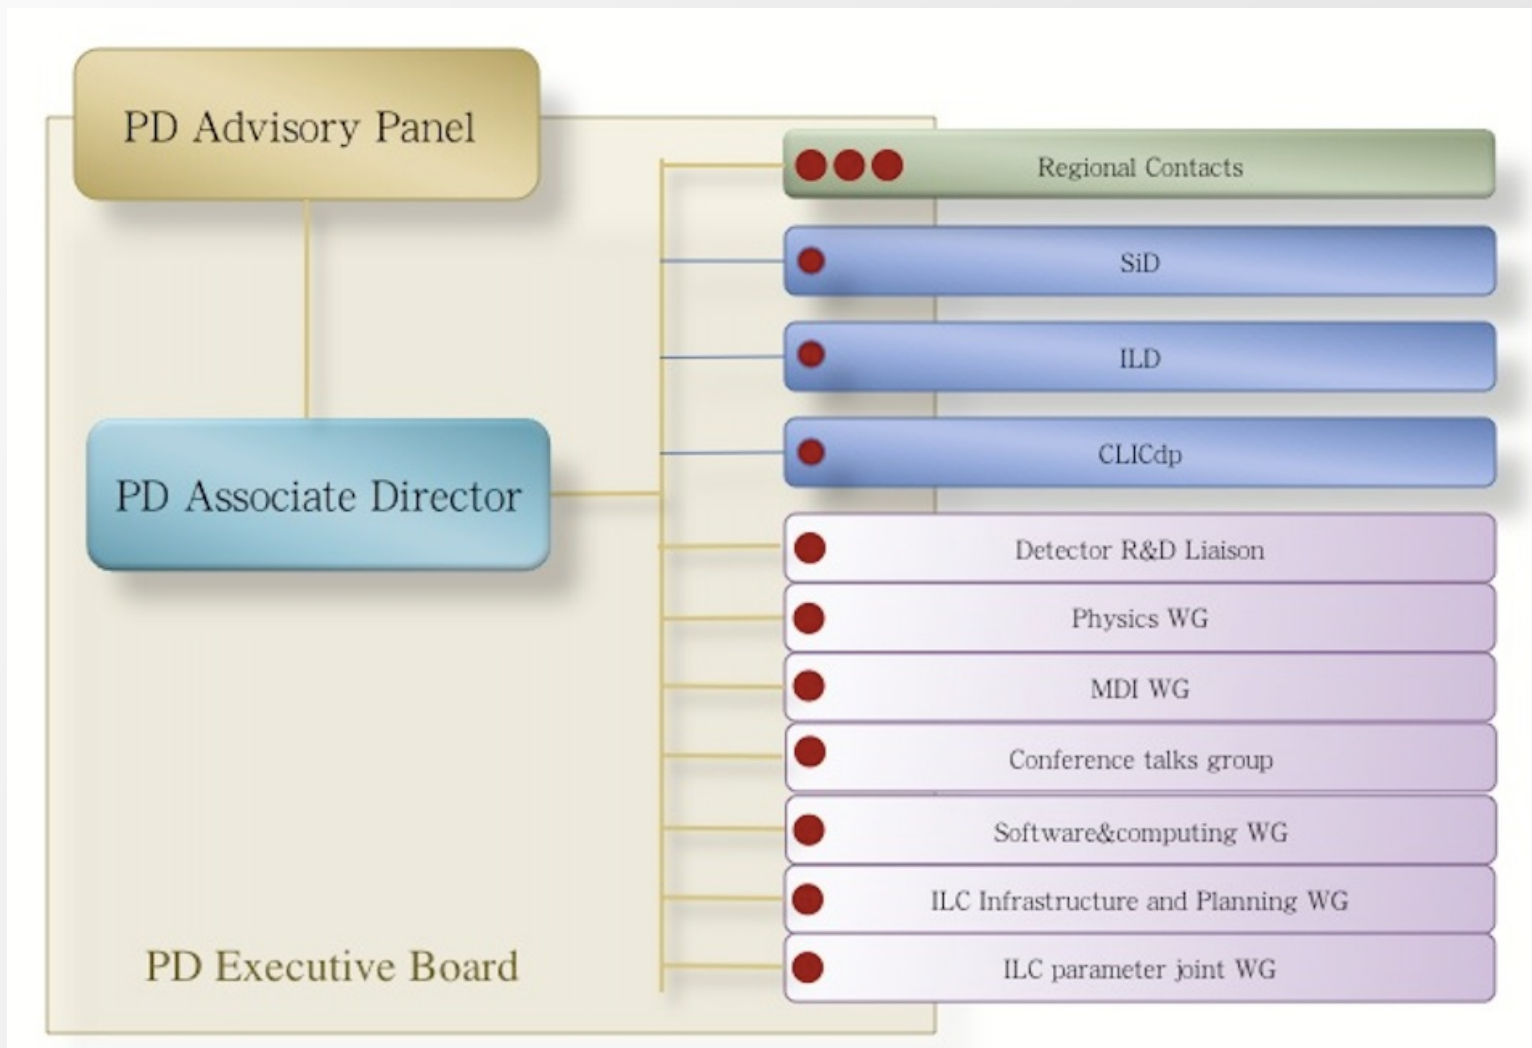 PD Advisory Panel
Regional Contacts
SiD
ILD
CLICdp
PD Associate Director
Detector R&D Liaison
Physics WG
MDI WG
Conference talks group
Software&computing WG
ILC Infrastructure and Planning WG
PD Executive Board
ILC parameter joint WG